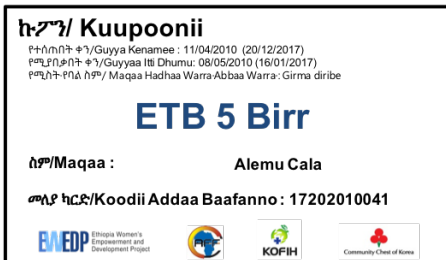 ኩፖን/ Kuupoonii
የተሰጠበት ቀን/Guyya Kenamee : 11/04/2010 (20/12/2017)
የሚያበቃበት ቀን/Guyyaa Itti Dhumu: 08/05/2010 (16/01/2017)
የሚስት-የባል ስም/ Maqaa Hadhaa Warra-Abbaa Warra: Girma diribe
ETB 5 Birr
ስም/Maqaa : Alemu Cala
መለያ ካርድ/Koodii Addaa Baafanno : 17202010041
EWEDP Ethiopia Women's Empowerment and Development Project
KOFIH
Community Chest of Korea